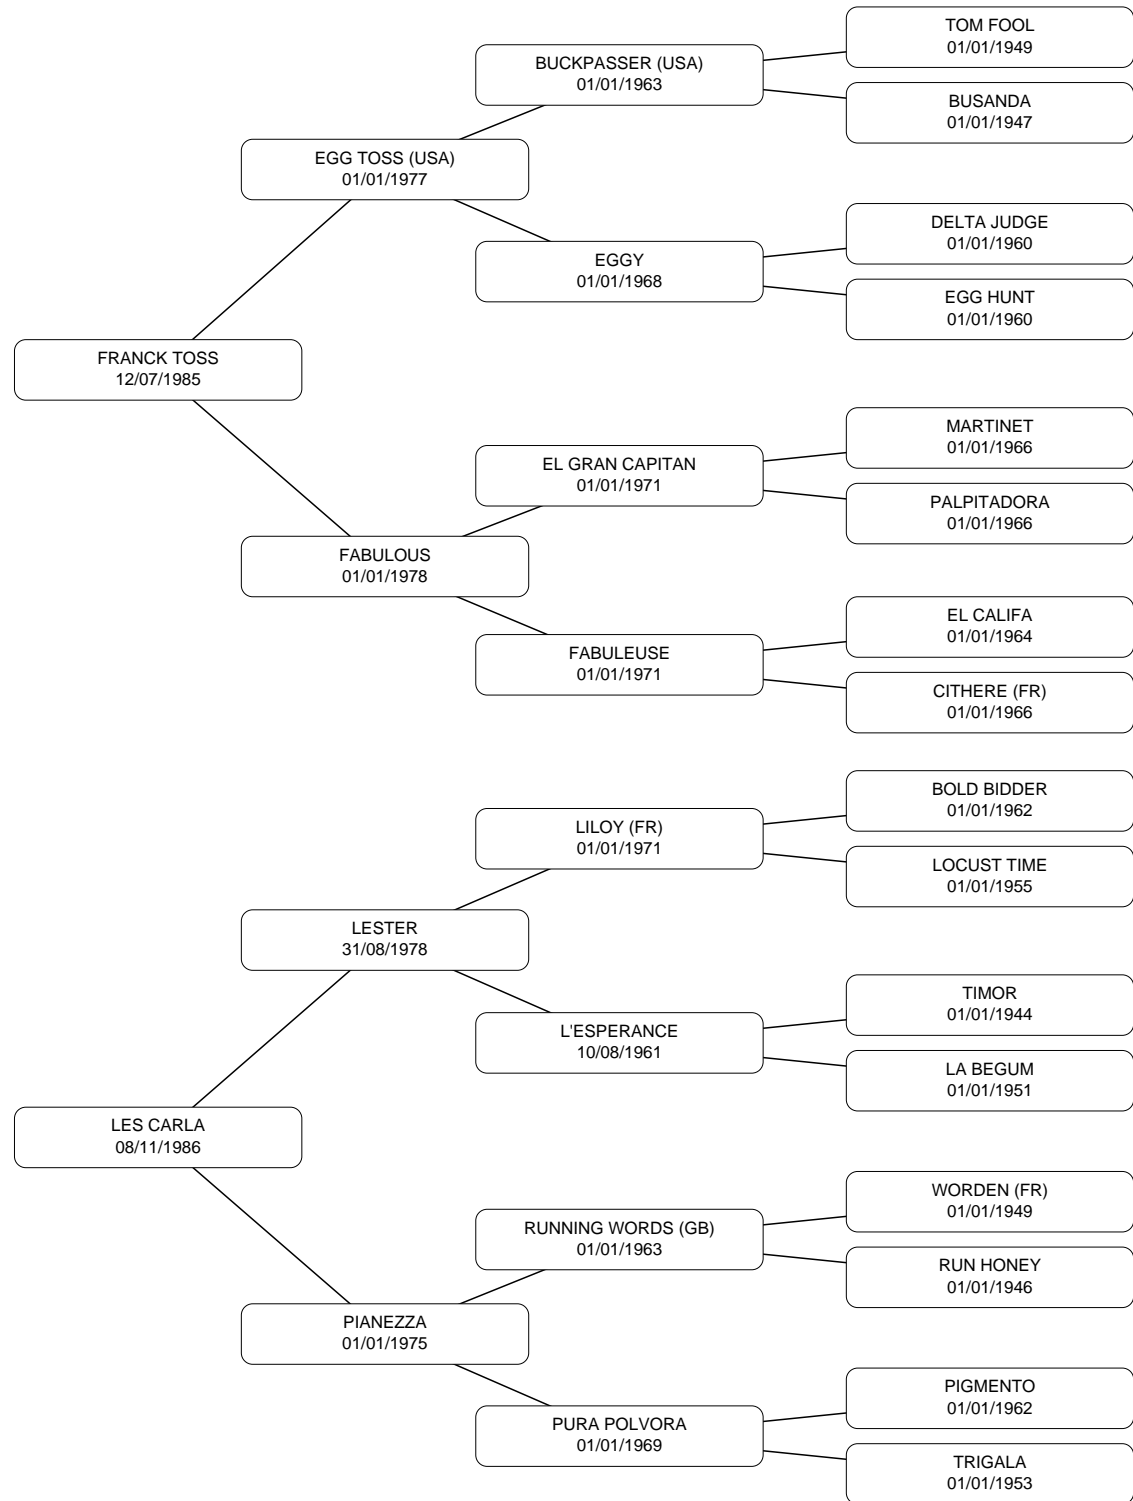 TOM FOOL
01/01/1949
BUCKPASSER (USA)
01/01/1963
BUSANDA
01/01/1947
EGG TOSS (USA)
01/01/1977
DELTA JUDGE
01/01/1960
EGGY
01/01/1968
EGG HUNT
01/01/1960
FRANCK TOSS
12/07/1985
MARTINET
01/01/1966
EL GRAN CAPITAN
01/01/1971
PALPITADORA
01/01/1966
FABULOUS
01/01/1978
EL CALIFA
01/01/1964
FABULEUSE
01/01/1971
CITHERE (FR)
01/01/1966
BOLD BIDDER
01/01/1962
LILOY (FR)
01/01/1971
LOCUST TIME
01/01/1955
LESTER
31/08/1978
TIMOR
01/01/1944
L'ESPERANCE
10/08/1961
LA BEGUM
01/01/1951
LES CARLA
08/11/1986
WORDEN (FR)
01/01/1949
RUNNING WORDS (GB)
01/01/1963
RUN HONEY
01/01/1946
PIANEZZA
01/01/1975
PIGMENTO
01/01/1962
PURA POLVORA
01/01/1969
TRIGALA
01/01/1953